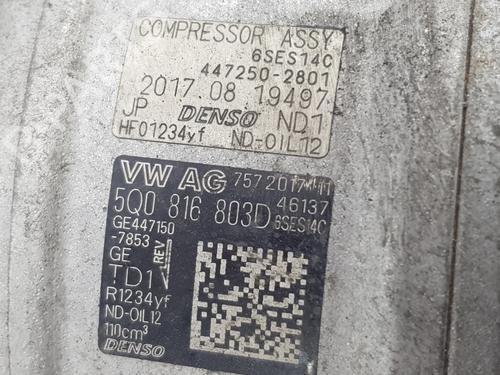 COMPRESSOR ASSY
6SES14C
447250-2801
2017.08 19497
JP DENSO ND1
HF01234yf ND-OIL12
VW AG 757 2017
5Q0 816 803D 46137
GE447150 6SES14C
-7853
GE REV
TD1
R1234yf
ND-OIL12
110cm³
DENSO